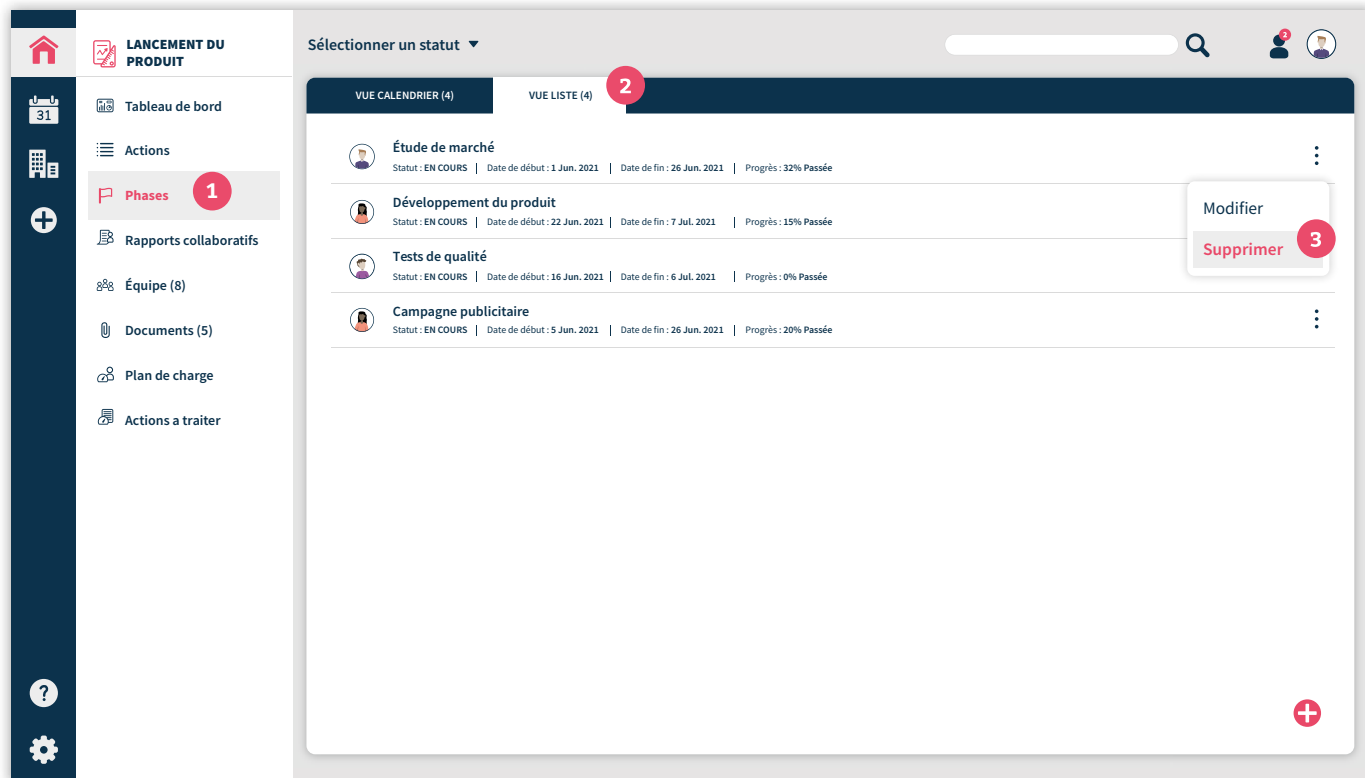 LANCEMENT DU
PRODUIT
Sélectionner un statut
2
31
Tableau de bord
Actions
Phases
1
Rapports collaboratifs
Équipe (8)
Documents (5)
Plan de charge
Actions a traiter
?
VUE CALENDRIER (4)
VUE LISTE (4)
2
Étude de marché
Statut : EN COURS | Date de début : 1 Jun. 2021 | Date de fin : 26 Jun. 2021 | Progrès : 32% Passée
Développement du produit
Statut : EN COURS | Date de début : 22 Jun. 2021 | Date de fin : 7 Jul. 2021 | Progrès : 15% Passée
Tests de qualité
Statut : EN COURS | Date de début : 16 Jun. 2021 | Date de fin : 6 Jul. 2021 | Progrès : 0% Passée
Campagne publicitaire
Statut : EN COURS | Date de début : 5 Jun. 2021 | Date de fin : 26 Jun. 2021 | Progrès : 20% Passée
Modifier
Supprimer
3